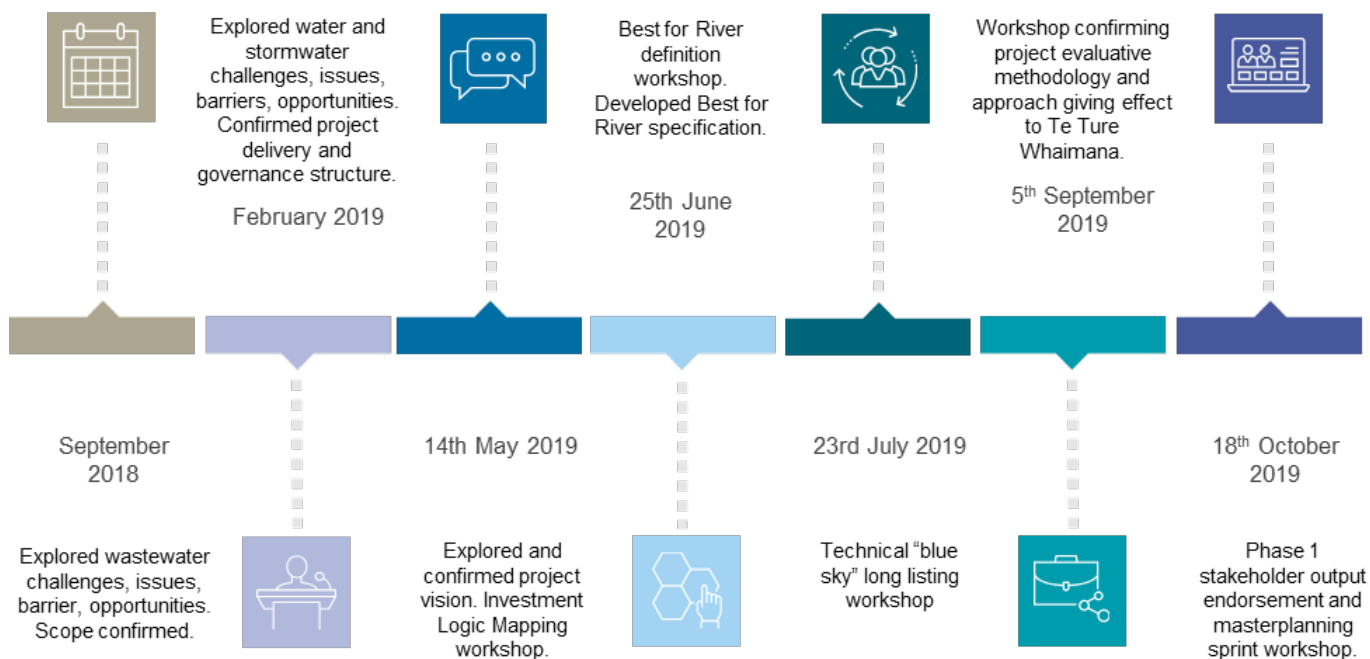 Explored water and
stormwater
challenges, issues,
barriers, opportunities.
Confirmed project
delivery and
governance structure.
February 2019
Best for River
definition
workshop.
Developed Best for
River specification.
25th June
2019
Workshop confirming
project evaluative
methodology and
approach giving effect
to Te Ture
Whaimana.
5th September
2019
September
2018
Explored wastewater
challenges, issues,
barrier, opportunities.
Scope confirmed.
14th May 2019
Explored and
confirmed project
vision. Investment
Logic Mapping
workshop.
23rd July 2019
Technical “blue
sky” long listing
workshop
18th October
2019
Phase 1
stakeholder output
endorsement and
masterplanning
sprint workshop.